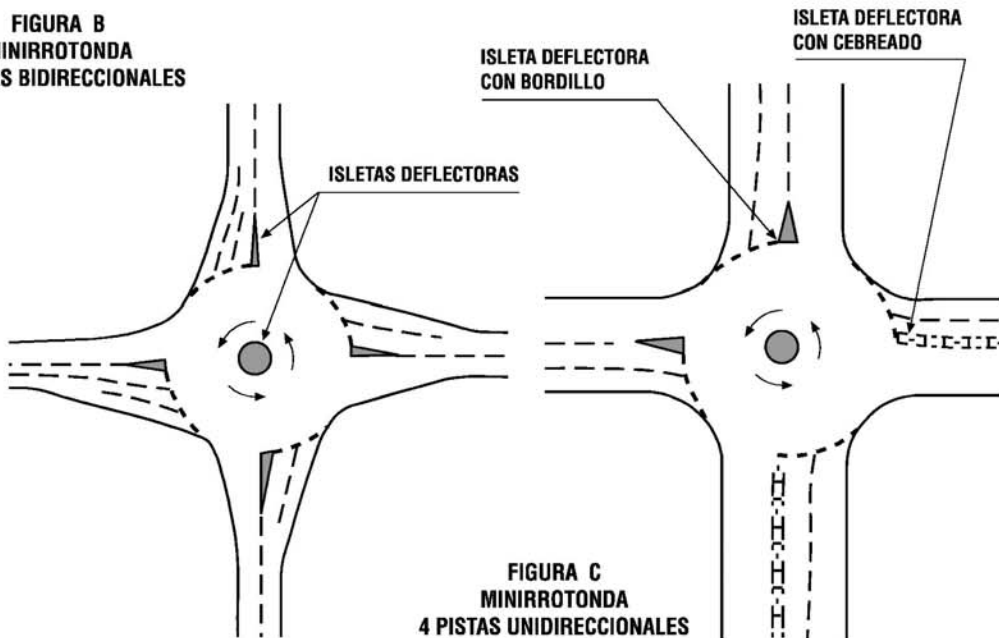 FIGURA B
MINIRROTONDA
S BIDIRECCIONALES
ISLETAS DEFLECTORAS
ISLETA DEFLECTORA
CON BORDILLO
ISLETA DEFLECTORA
CON CEBREADO
FIGURA C
MINIRROTONDA
4 PISTAS UNIDIRECCIONALES